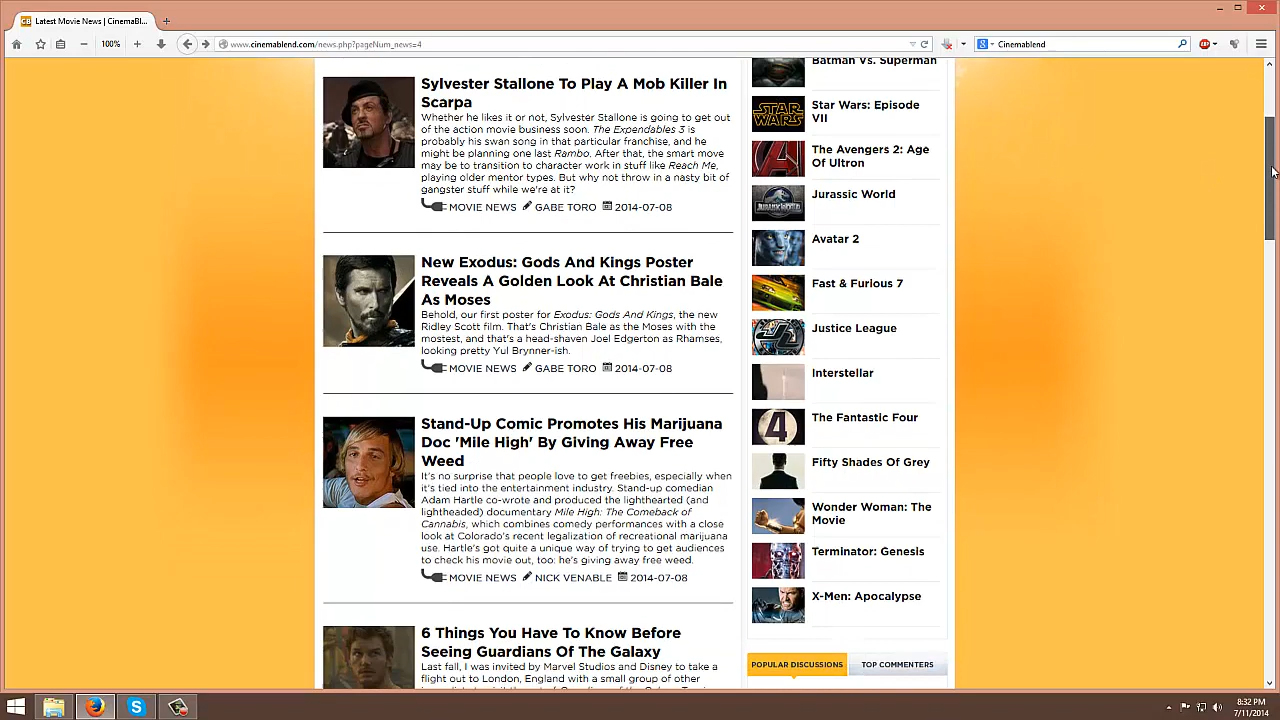 Latest Movie News | CinemaBl...
100%
www.cinemablend.com/news.php?pageNum_news=4
Cinemablend
Sylvester Stallone To Play A Mob Killer In
Scarpa
Whether he likes it or not, Sylvester Stallone is going to get out
of the action movie business soon. The Expendables 3 is
probably his swan song in that particular franchise, and he
might be planning one last Rambo. After that, the smart move
may be to transition to character work in stuff like Reach Me,
playing older mentor types. But why not throw in a nasty bit of
gangster stuff while we're at it?
MOVIE NEWS GABE TORO 2014-07-08
New Exodus: Gods And Kings Poster
Reveals A Golden Look At Christian Bale
As Moses
Behold, our first poster for Exodus: Gods And Kings, the new
Ridley Scott film. That's Christian Bale as the Moses with the
mostest, and that's a head-shaven Joel Edgerton as Rhamses,
looking pretty Yul Brynner-ish.
MOVIE NEWS GABE TORO 2014-07-08
Stand-Up Comic Promotes His Marijuana
Doc 'Mile High' By Giving Away Free
Weed
It's no surprise that people love to get freebies, especially when
it's tied into the entertainment industry. Stand-up comedian
Adam Hartle co-wrote and produced the lighthearted (and
lightheaded) documentary Mile High: The Comeback of
Cannabis, which combines comedy performances with a close
look at Colorado's recent legalization of recreational marijuana
use. Hartle's got quite a unique way of trying to get audiences
to check his movie out, too: he's giving away free weed.
MOVIE NEWS NICK VENABLE 2014-07-08
6 Things You Have To Know Before
Seeing Guardians Of The Galaxy
Last fall, I was invited by Marvel Studios and Disney to take a
flight out to London, England with a small group of other
Batman Vs. Superman
STAR WARS
Star Wars: Episode
VII
The Avengers 2: Age
Of Ultron
JURASSIC WORLD
Jurassic World
Avatar 2
Fast & Furious 7
Justice League
Interstellar
4
The Fantastic Four
Fifty Shades Of Grey
Wonder Woman: The
Movie
Terminator: Genesis
X-Men: Apocalypse
POPULAR DISCUSSIONS
TOP COMMENTERS
8:32 PM
7/11/2014